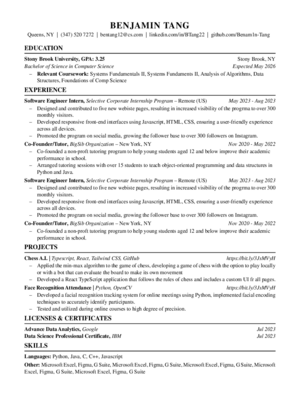 BENJAMIN TANG
Queens, NY | (347) 520 7272 | bentang12@cs.com | linkedin.com/in/BTang22 | github.com/Benam1n-Tang
EDUCATION
Stony Brook University, GPA: 3.25 Stony Brook, NY
Bachelor of Science in Computer Science Expected May 2026
– Relevant Coursework: Systems Fundamentals II, Systems Fundaments II, Analysis of Algorithms, Data
Structures, Foundations of Comp Science
EXPERIENCE
Software Engineer Intern, Selective Corporate Internship Program – Remote (US) May 2023 - Aug 2023
– Designed and contributed to five new webinr pages, resulting in increased visibility of the progrma to over 300
monthly visitors.
– Developed responsive front-end interfaces using Javascript, HTML, CSS, ensuring a user-friendly experience
across all devices.
– Promoted the program on social media, growing the follower base to over 300 followers on Instagram.
Co-Founder/Tutor, BigSib Organization – New York, NY Nov 2020 - May 2022
– Co-founded a non-profit tutoring program to help young students aged 12 and below improve their academic
performance in school.
– Arranged tutoring sessions with over 15 students to teach object-oriented programming and data structures in
Python and Java.
Software Engineer Intern, Selective Corporate Internship Program – Remote (US) May 2023 - Aug 2023
– Designed and contributed to five new webinr pages, resulting in increased visibility of the progrma to over 300
monthly visitors.
– Developed responsive front-end interfaces using Javascript, HTML, CSS, ensuring a user-friendly experience
across all devices.
– Promoted the program on social media, growing the follower base to over 300 followers on Instagram.
Co-Founder/Tutor, BigSib Organization – New York, NY Nov 2020 - May 2022
– Co-founded a non-profit tutoring program to help young students aged 12 and below improve their academic
performance in school.
PROJECTS
Chess A.I. | Typescript, React, Tailwind CSS, GitHub
– Applied the min-max algorithm to the game of chess, developing a game of chess with the option to play locally
or with a bot that can evaluate the board to make its own movement
– Developed a React TypeScript application that follows the rules of chess and includes a custom UI fr all pages.
Face Recognition Attendance | Python, OpenCV
– Developed a facial recognition tracking system for online meetings using Python, implemented facial encoding
techniques to accurately identify participants.
– Tested and utilized during online courses to high degree of precision.
LICENSES & CERTIFICATES
Advance Data Analytics, Google Jul 2023
Data Science Professional Certificate, IBM Jul 2023
SKILLS
Languages: Python, Java, C, C++, Javascript
Other: Microsoft Excel, Figma, G Suite, Microsoft Excel, Figma, G Suite, Microsoft Excel, Figma, G Suite, Microsoft
Excel, Figma, G Suite, Microsoft Excel, Figma, G Suite